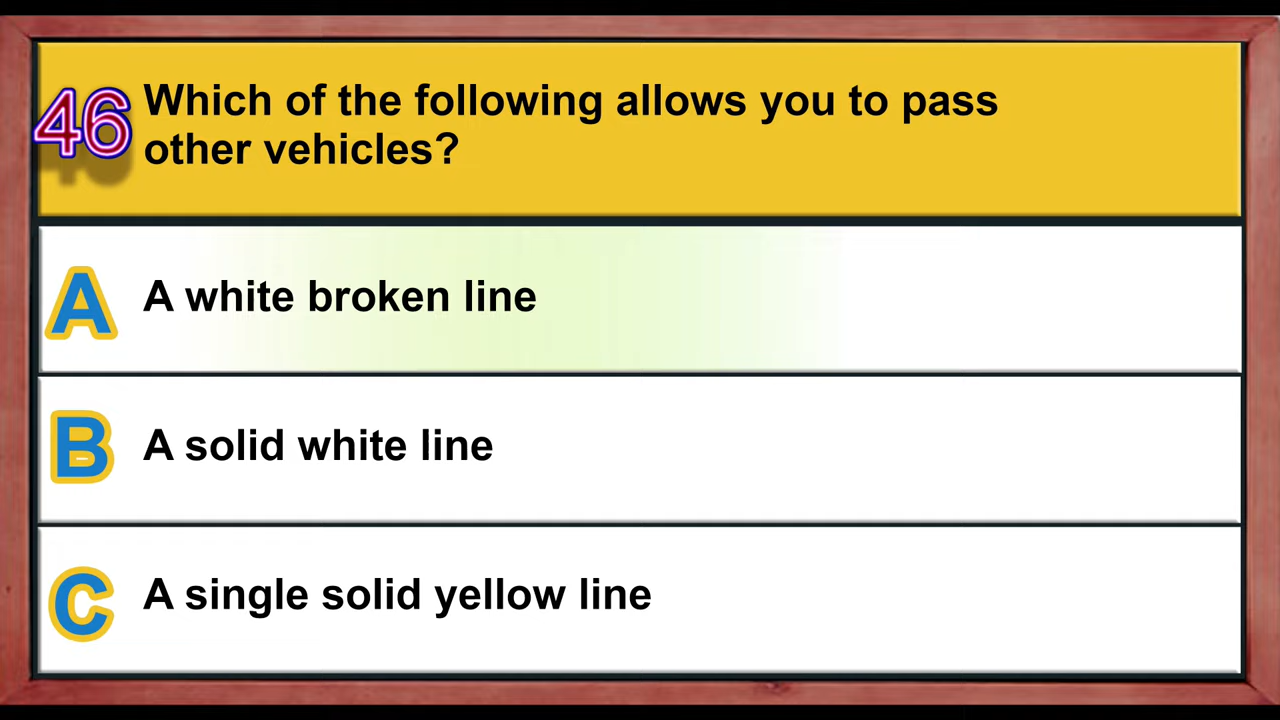 46 Which of the following allows you to pass
other vehicles?
A A white broken line
B A solid white line
C A single solid yellow line